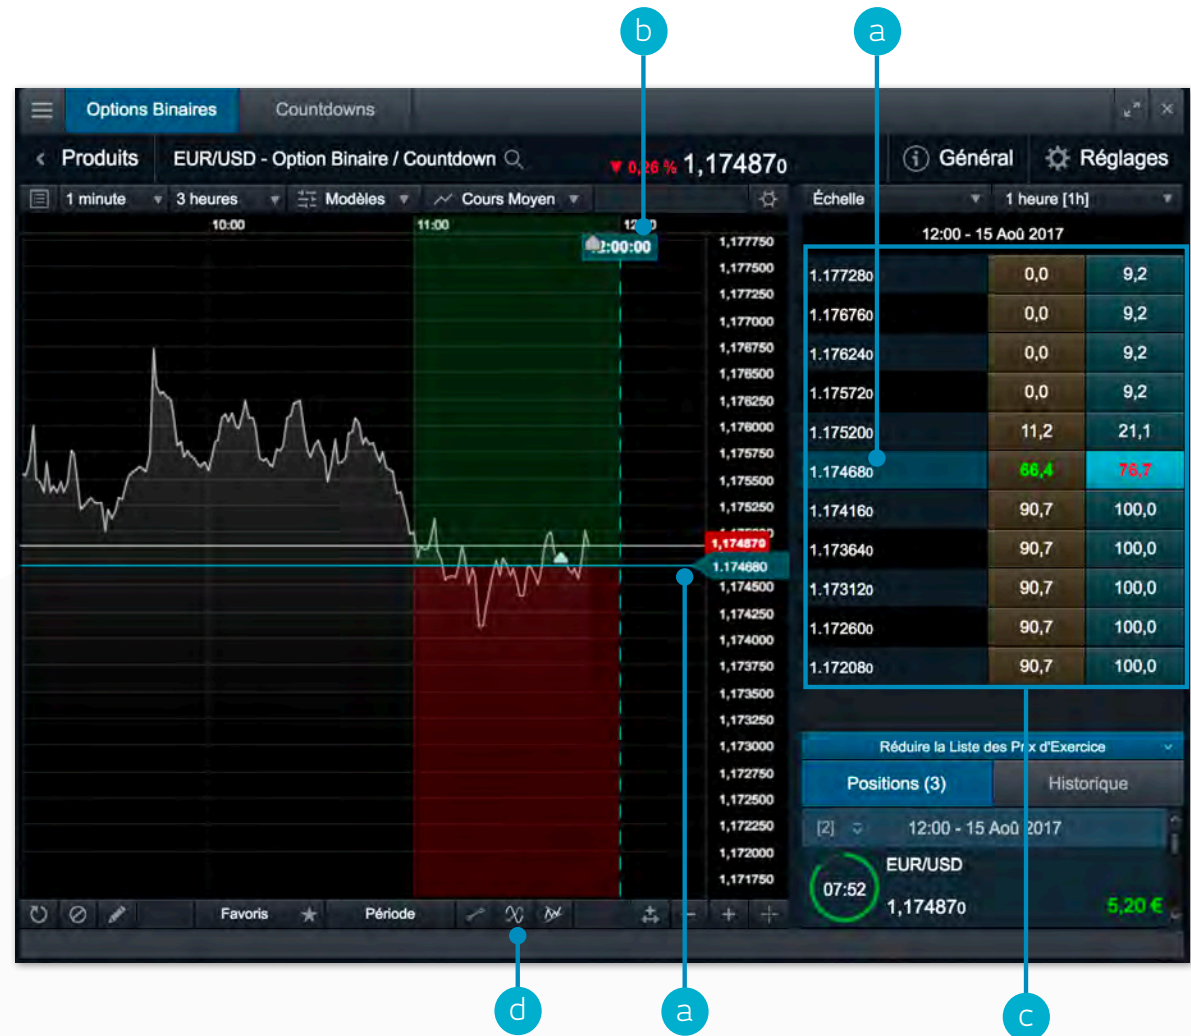 b
a
Options Binaires
Countdowns
Produits
EUR/USD - Option Binaire / Countdown
▼ 0,26 %
1,174870
Général
Réglages
1 minute
3 heures
Modèles
Cours Moyen
Échelle
1 heure [1h]
10:00
11:00
12:00:00
12:00 - 15 Aoû 2017
1,177750
1,177500
1,177250
1,177000
1,176750
1,176500
1,176250
1,176000
1,175750
1,175500
1,175250
1,174879
1.174680
1,174500
1,174250
1,174000
1,173750
1,173500
1,173250
1,173000
1,172750
1,172500
1,172250
1,172000
1,171750
1.177280 0,0 9,2
1.176760 0,0 9,2
1.176240 0,0 9,2
1.175720 0,0 9,2
1.175200 11,2 21,1
1.174680 66,4 76,7
1.174160 90,7 100,0
1.173640 90,7 100,0
1.173120 90,7 100,0
1.172600 90,7 100,0
1.172080 90,7 100,0
Réduire la Liste des Prix d'Exercice
Positions (3)
Historique
[2]
12:00 - 15 Aoû 2017
07:52
EUR/USD
1,174870
5,20 €
Favoris
Période
d
a
c